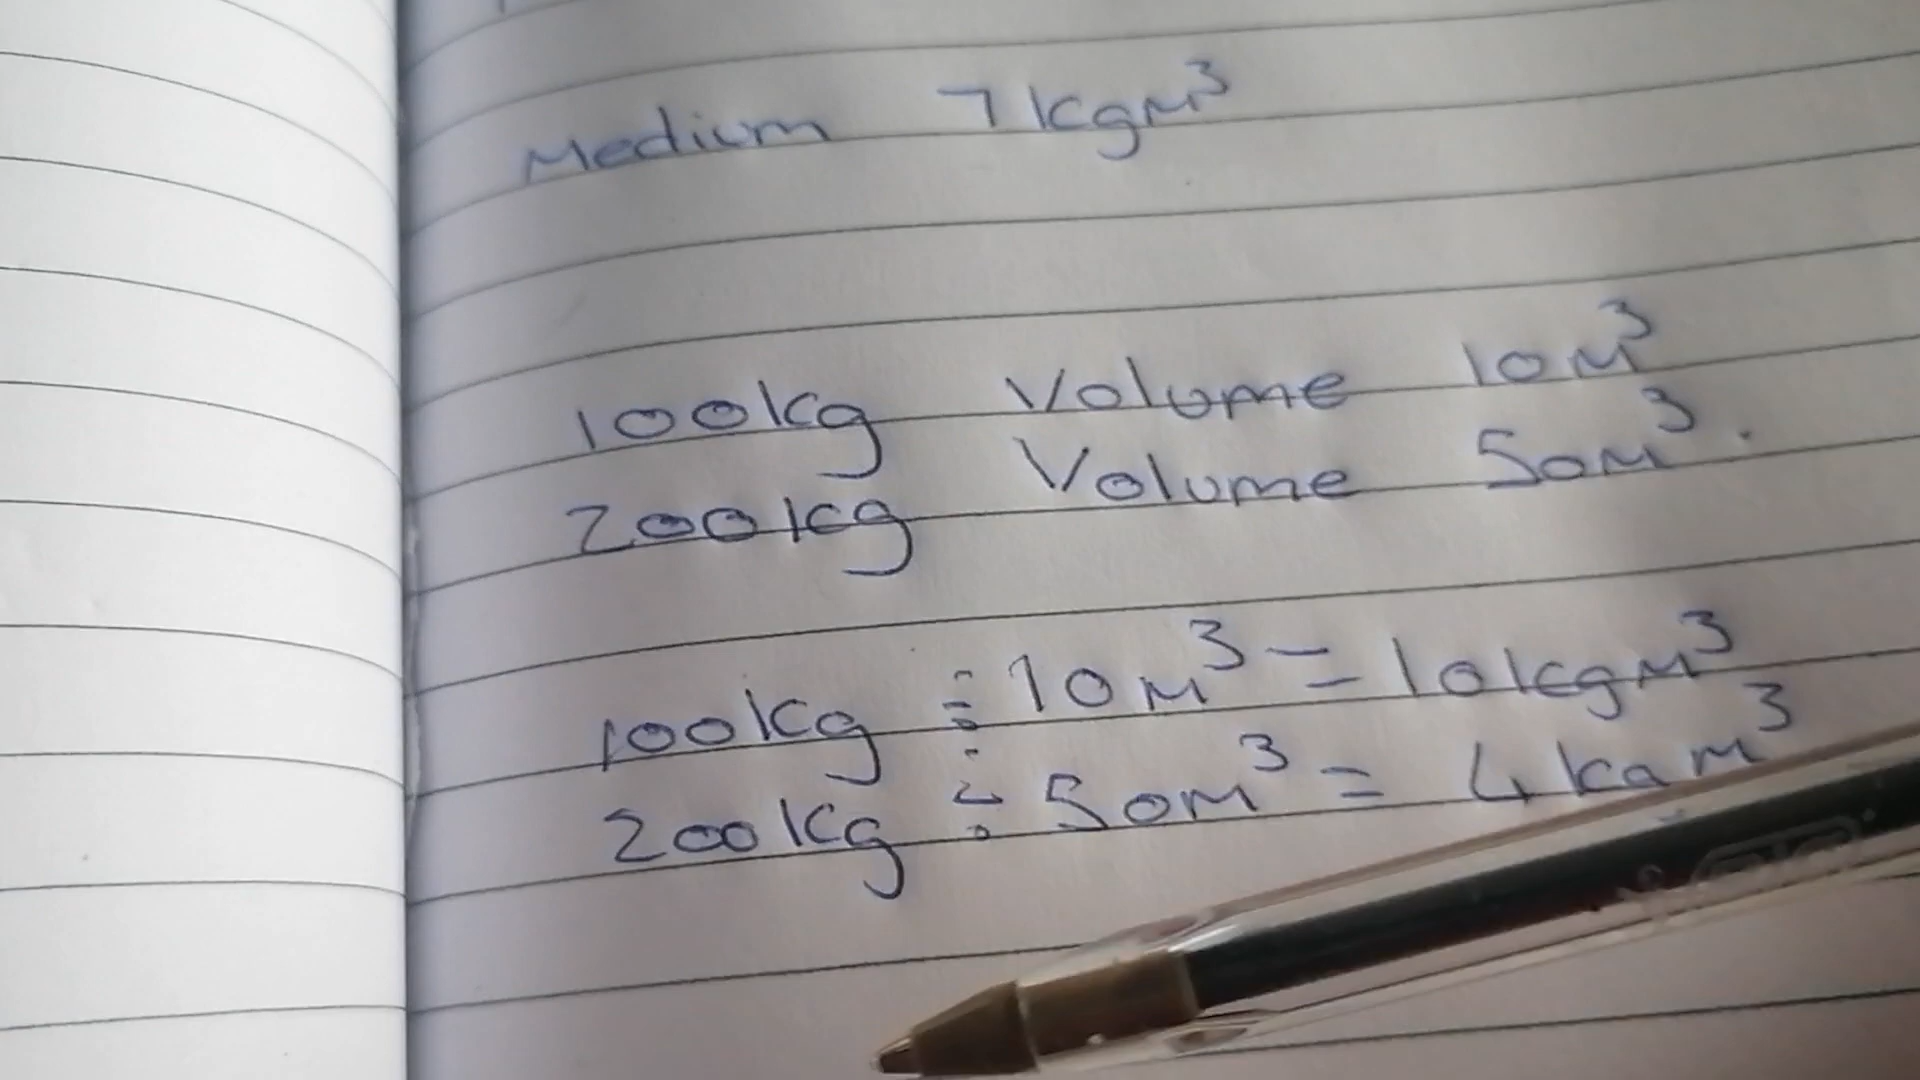 Medium 7kgm³
100kg Volume 10m³
200kg Volume 50m³.
100kg ÷ 10m³ = 10kgm³
200kg ÷ 50m³ = 4kgm³